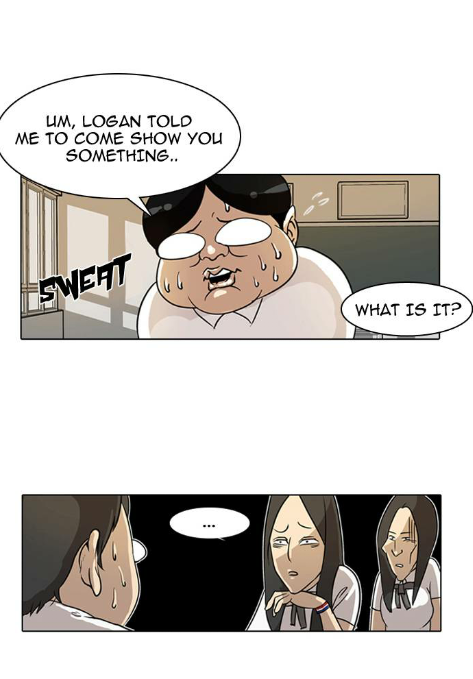 UM, LOGAN TOLD
ME TO COME SHOW YOU
SOMETHING..
SWEAT
WHAT IS IT?
...